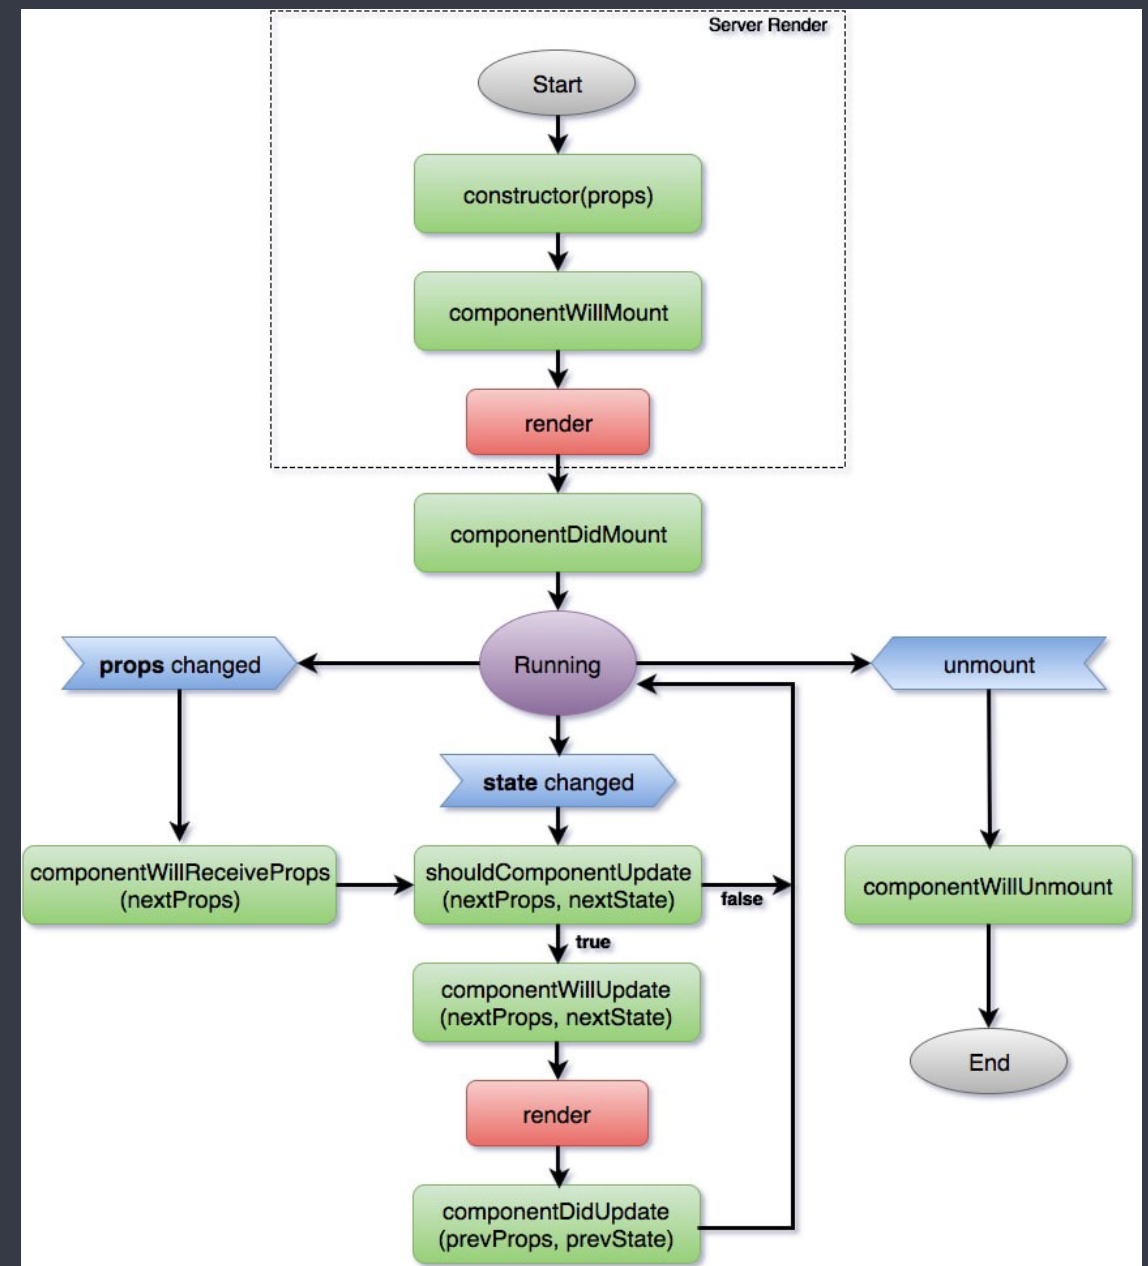 Server Render
Start
constructor(props)
componentWillMount
render
componentDidMount
props changed
Running
unmount
state changed
componentWillReceiveProps
(nextProps)
shouldComponentUpdate
(nextProps, nextState)
false
componentWillUnmount
true
componentWillUpdate
(nextProps, nextState)
End
render
componentDidUpdate
(prevProps, prevState)